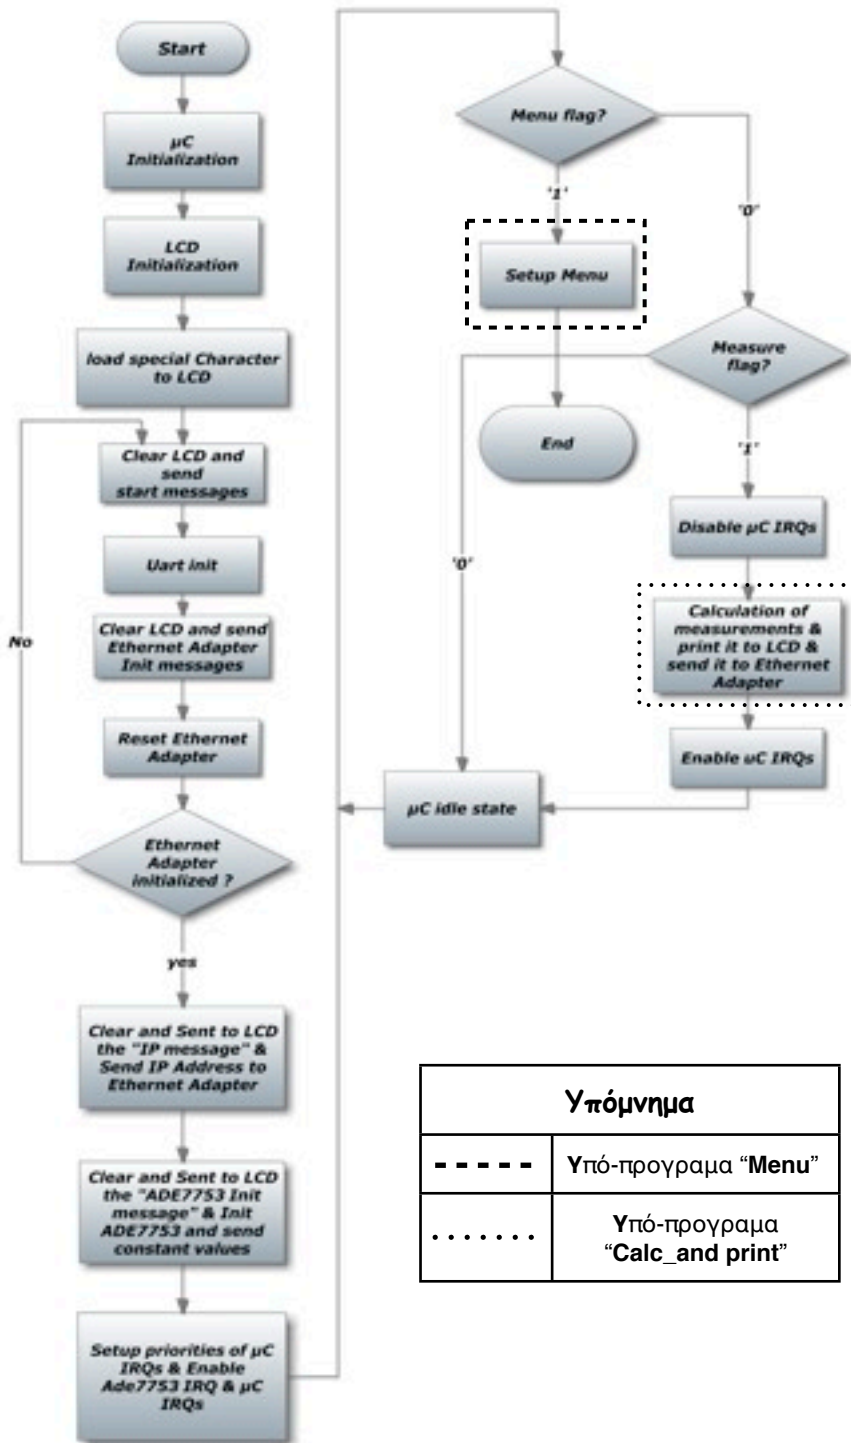 Start
µC
Initialization
LCD
Initialization
load special Character
to LCD
Clear LCD and
send
start messages
Uart init
Clear LCD and send
Ethernet Adapter
Init messages
No
Reset Ethernet
Adapter
Ethernet
Adapter
initialized ?
yes
Clear and Sent to LCD
the "IP message" &
Send IP Address to
Ethernet Adapter
Clear and Sent to LCD
the "ADE7753 Init
message" & Init
ADE7753 and send
constant values
Setup priorities of µC
IRQs & Enable
Ade7753 IRQ & µC
IRQs
Menu flag?
'1'
'0'
Setup Menu
Measure
flag?
End
'1'
Disable µC IRQs
'0'
Calculation of
measurements &
print it to LCD &
send it to Ethernet
Adapter
Enable uC IRQs
µC idle state
Υπόμνημα
Υπό-προγραμα “Menu”
Υπό-προγραμα
“Calc_and print”